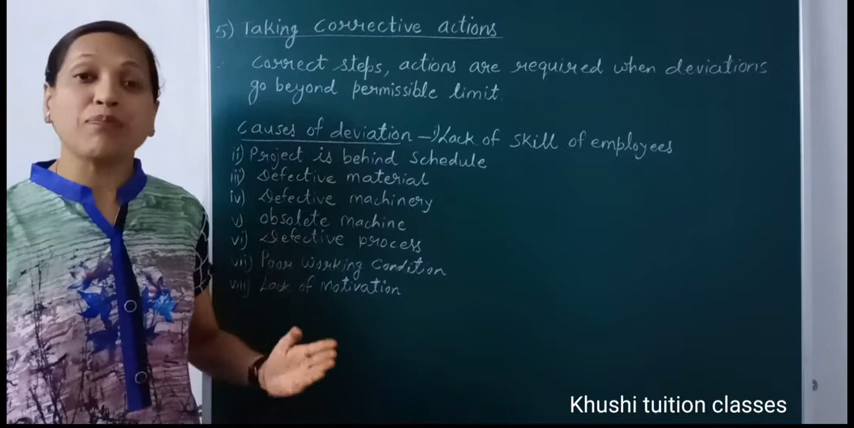 5) Taking corrective actions
Correct steps, actions are required when deviations
go beyond permissible limit.
Causes of deviation – i) Lack of skill of employees
ii) Project is behind schedule
iii) Defective material
iv) Defective machinery
v) obsolete machine
vi) Defective process
vii) Poor working condition
viii) Lack of motivation
Khushi tuition classes